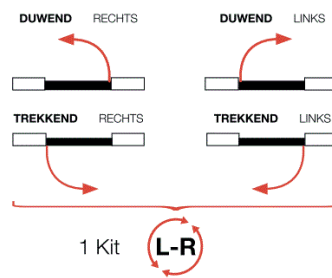 DUWEND RECHTS DUWEND LINKS
TREKKEND RECHTS TREKKEND LINKS
1 Kit L-R